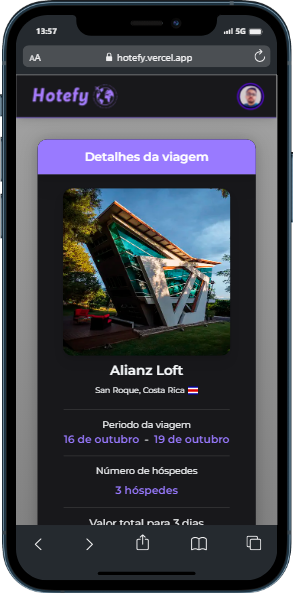 13:57
5G
AA
hotefy.vercel.app
Hotefy
Detalhes da viagem
Alianz Loft
San Roque, Costa Rica
Periodo da viagem
16 de outubro - 19 de outubro
Número de hóspedes
3 hóspedes
Valor total para 3 dias